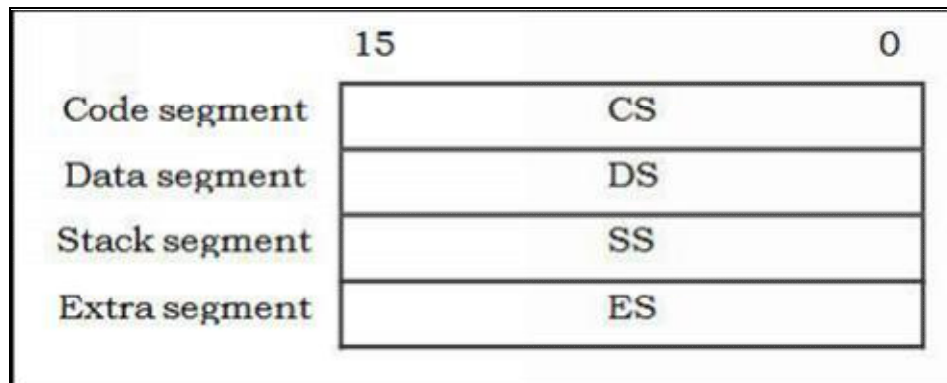 15 0
Code segment CS
Data segment DS
Stack segment SS
Extra segment ES